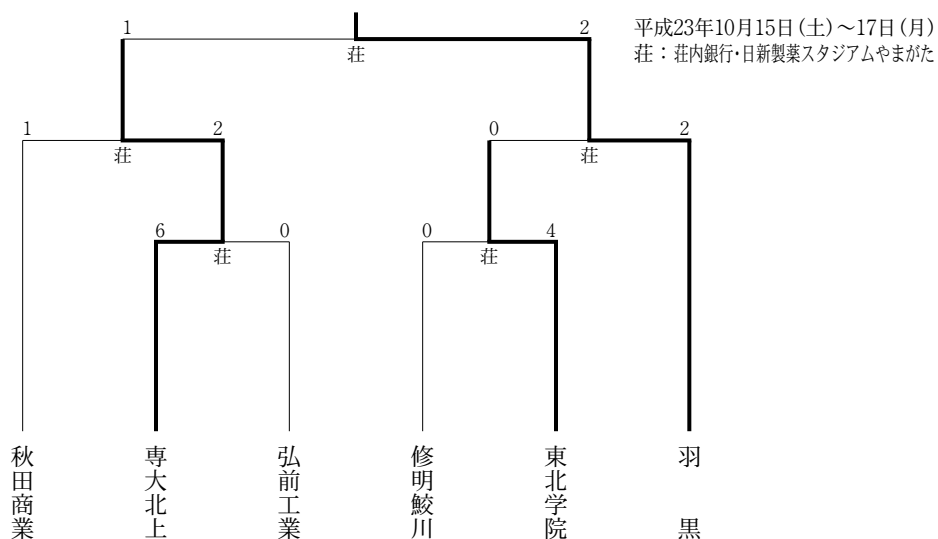 平成23年10月15日(土)～17日(月)
荘：荘内銀行・日新製薬スタジアムやまがた
1
2
荘
1
2
0
2
荘
荘
6
0
0
4
荘
荘
秋田商業
専大北上
弘前工業
修明鮫川
東北学院
羽黒